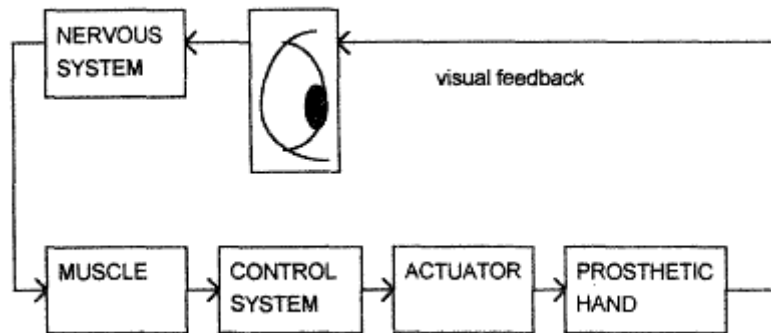 NERVOUS
SYSTEM
visual feedback
MUSCLE
CONTROL
SYSTEM
ACTUATOR
PROSTHETIC
HAND